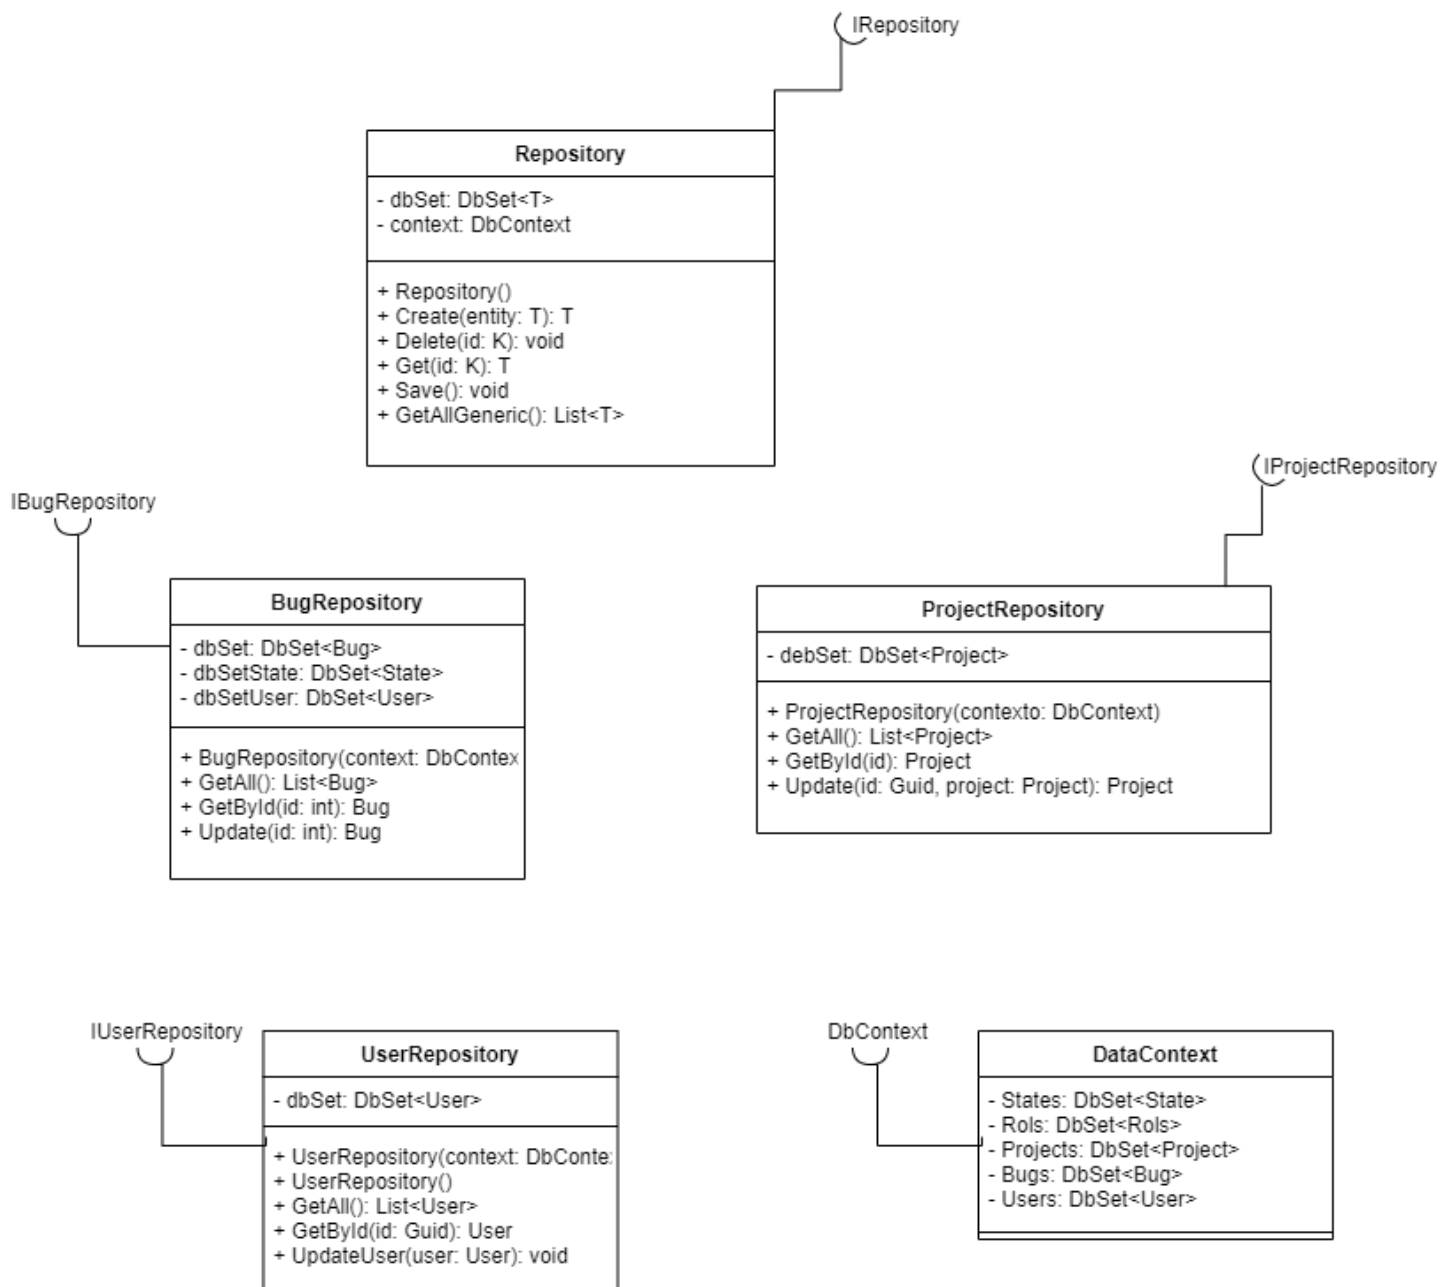 IRepository
Repository
- dbSet: DbSet<T>
- context: DbContext
+ Repository()
+ Create(entity: T): T
+ Delete(id: K): void
+ Get(id: K): T
+ Save(): void
+ GetAllGeneric(): List<T>
IBugRepository
BugRepository
- dbSet: DbSet<Bug>
- dbSetState: DbSet<State>
- dbSetUser: DbSet<User>
+ BugRepository(context: DbContex
+ GetAll(): List<Bug>
+ GetById(id: int): Bug
+ Update(id: int): Bug
IProjectRepository
ProjectRepository
- debSet: DbSet<Project>
+ ProjectRepository(contexto: DbContext)
+ GetAll(): List<Project>
+ GetById(id): Project
+ Update(id: Guid, project: Project): Project
IUserRepository
UserRepository
- dbSet: DbSet<User>
+ UserRepository(context: DbConte
+ UserRepository()
+ GetAll(): List<User>
+ GetById(id: Guid): User
+ UpdateUser(user: User): void
DbContext
DataContext
- States: DbSet<State>
- Rols: DbSet<Rols>
- Projects: DbSet<Project>
- Bugs: DbSet<Bug>
- Users: DbSet<User>